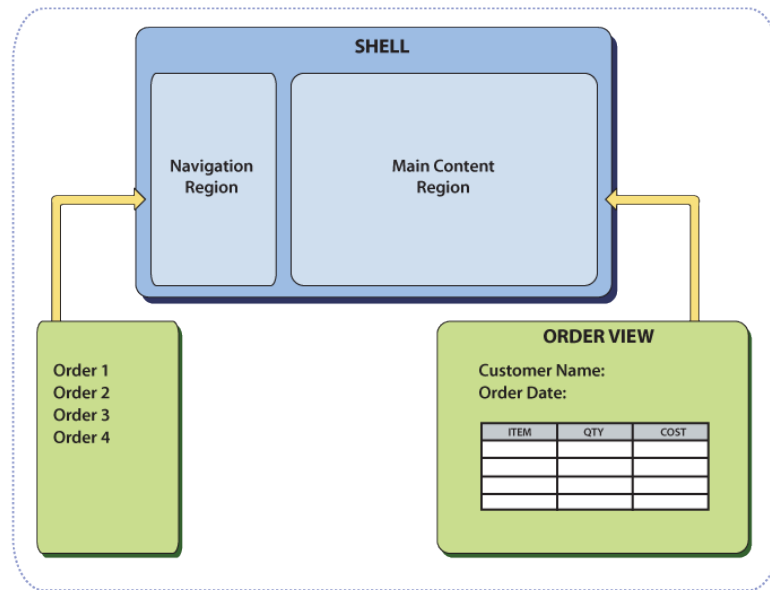 SHELL
Navigation
Region
Main Content
Region
Order 1
Order 2
Order 3
Order 4
ORDER VIEW
Customer Name:
Order Date:
ITEM QTY COST